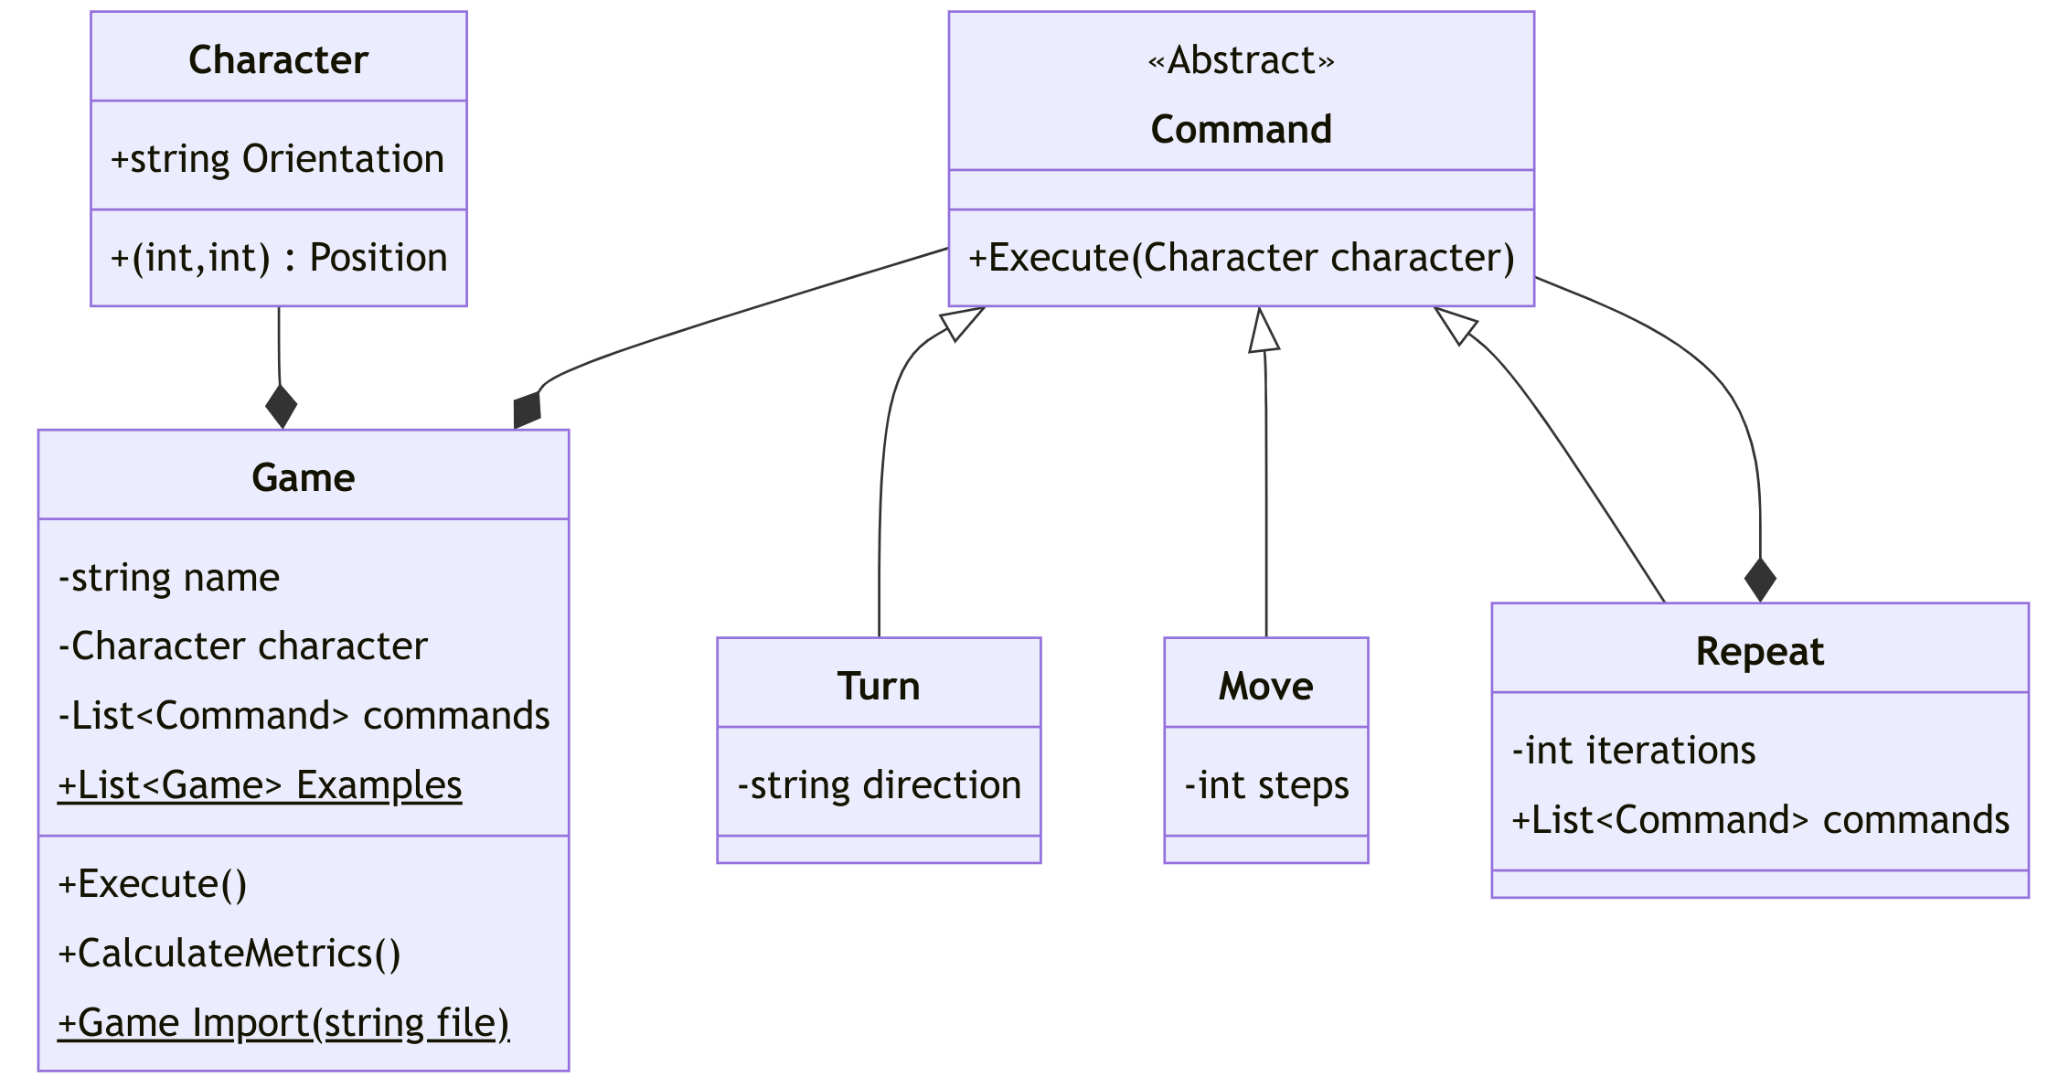 Character
+string Orientation
+(int,int) : Position
«Abstract»
Command
+Execute(Character character)
Game
-string name
-Character character
-List<Command> commands
+List<Game> Examples
+Execute()
+CalculateMetrics()
+Game Import(string file)
Turn
-string direction
Move
-int steps
Repeat
-int iterations
+List<Command> commands